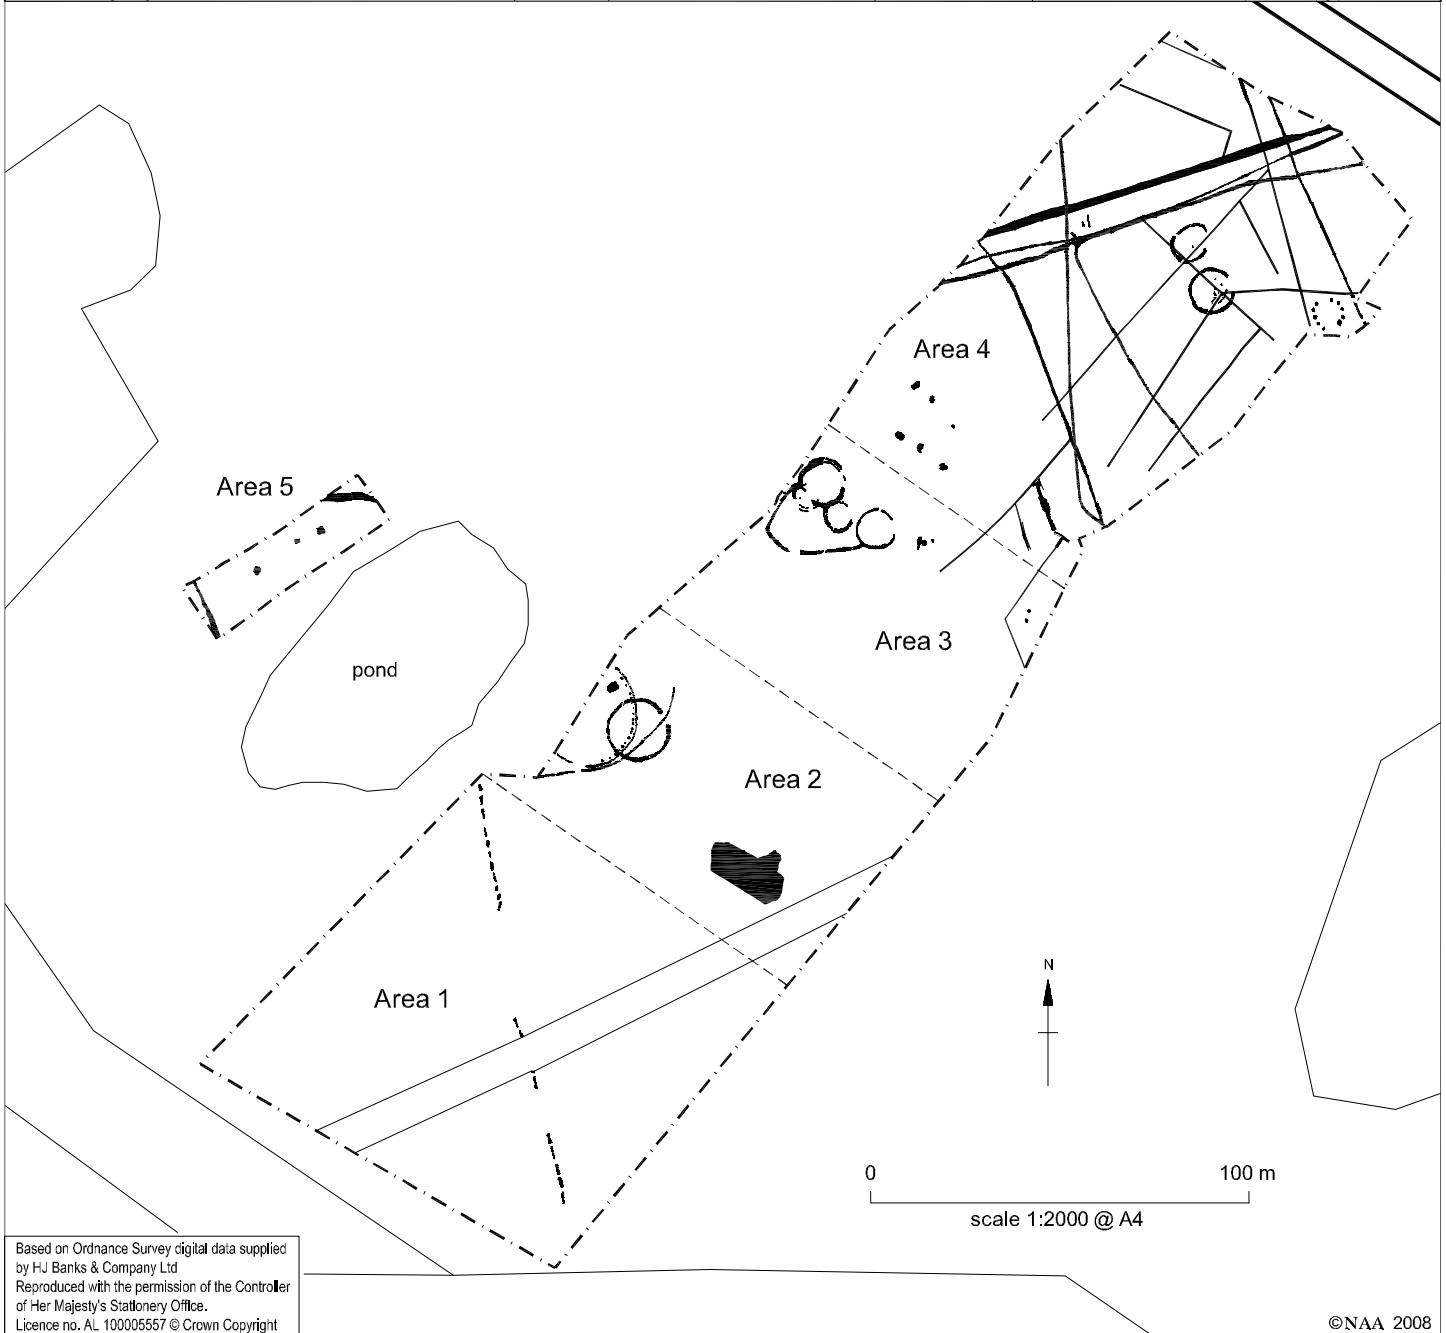 Area 4
Area 5
Area 3
pond
Area 2
N
Area 1
0 100 m
scale 1:2000 @ A4
Based on Ordnance Survey digital data supplied
by HJ Banks & Company Ltd
Reproduced with the permission of the Controller
of Her Majesty's Stationery Office.
Licence no. AL 100005557 © Crown Copyright
©NAA 2008